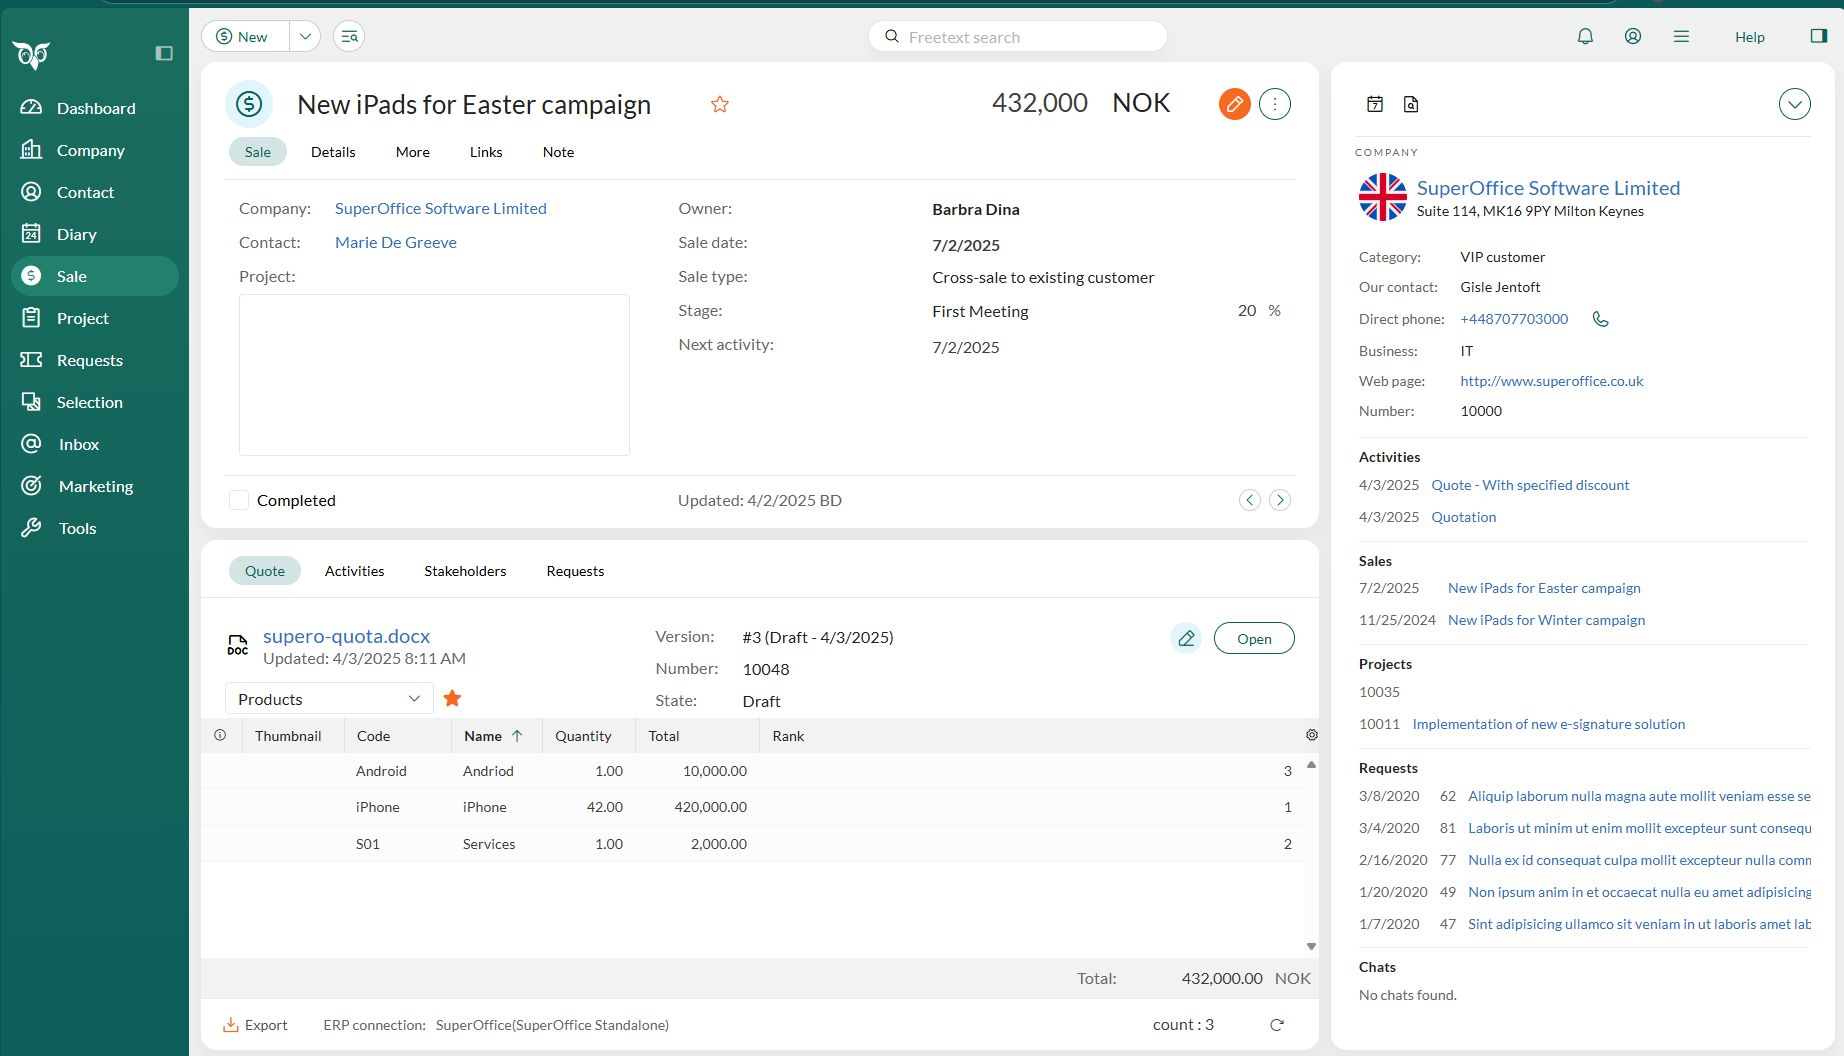 New
Freetext search
Help
Dashboard
Company
Contact
24
Diary
Sale
Project
Requests
Selection
Inbox
Marketing
Tools
New iPads for Easter campaign
432,000 NOK
Sale Details More Links Note
Company: SuperOffice Software Limited
Contact: Marie De Greeve
Project:
Owner: Barbra Dina
Sale date: 7/2/2025
Sale type: Cross-sale to existing customer
Stage: First Meeting 20 %
Next activity: 7/2/2025
Completed
Updated: 4/2/2025 BD
Quote Activities Stakeholders Requests
DOC
supero-quota.docx
Updated: 4/3/2025 8:11 AM
Products
Version: #3 (Draft - 4/3/2025)
Number: 10048
State: Draft
Open
Thumbnail Code Name Quantity Total Rank
Android Andriod 1.00 10,000.00 3
iPhone iPhone 42.00 420,000.00 1
S01 Services 1.00 2,000.00 2
Total: 432,000.00 NOK
Export ERP connection: SuperOffice(SuperOffice Standalone) count : 3
7
COMPANY
SuperOffice Software Limited
Suite 114, MK16 9PY Milton Keynes
Category: VIP customer
Our contact: Gisle Jentoft
Direct phone: +448707703000
Business: IT
Web page: http://www.superoffice.co.uk
Number: 10000
Activities
4/3/2025 Quote - With specified discount
4/3/2025 Quotation
Sales
7/2/2025 New iPads for Easter campaign
11/25/2024 New iPads for Winter campaign
Projects
10035
10011 Implementation of new e-signature solution
Requests
3/8/2020 62 Aliquip laborum nulla magna aute mollit veniam esse se
3/4/2020 81 Laboris ut minim ut enim mollit excepteur sunt consequ
2/16/2020 77 Nulla ex id consequat culpa mollit excepteur nulla comm
1/20/2020 49 Non ipsum anim in et occaecat nulla eu amet adipisicing
1/7/2020 47 Sint adipisicing ullamco sit veniam in ut laboris amet lab
Chats
No chats found.